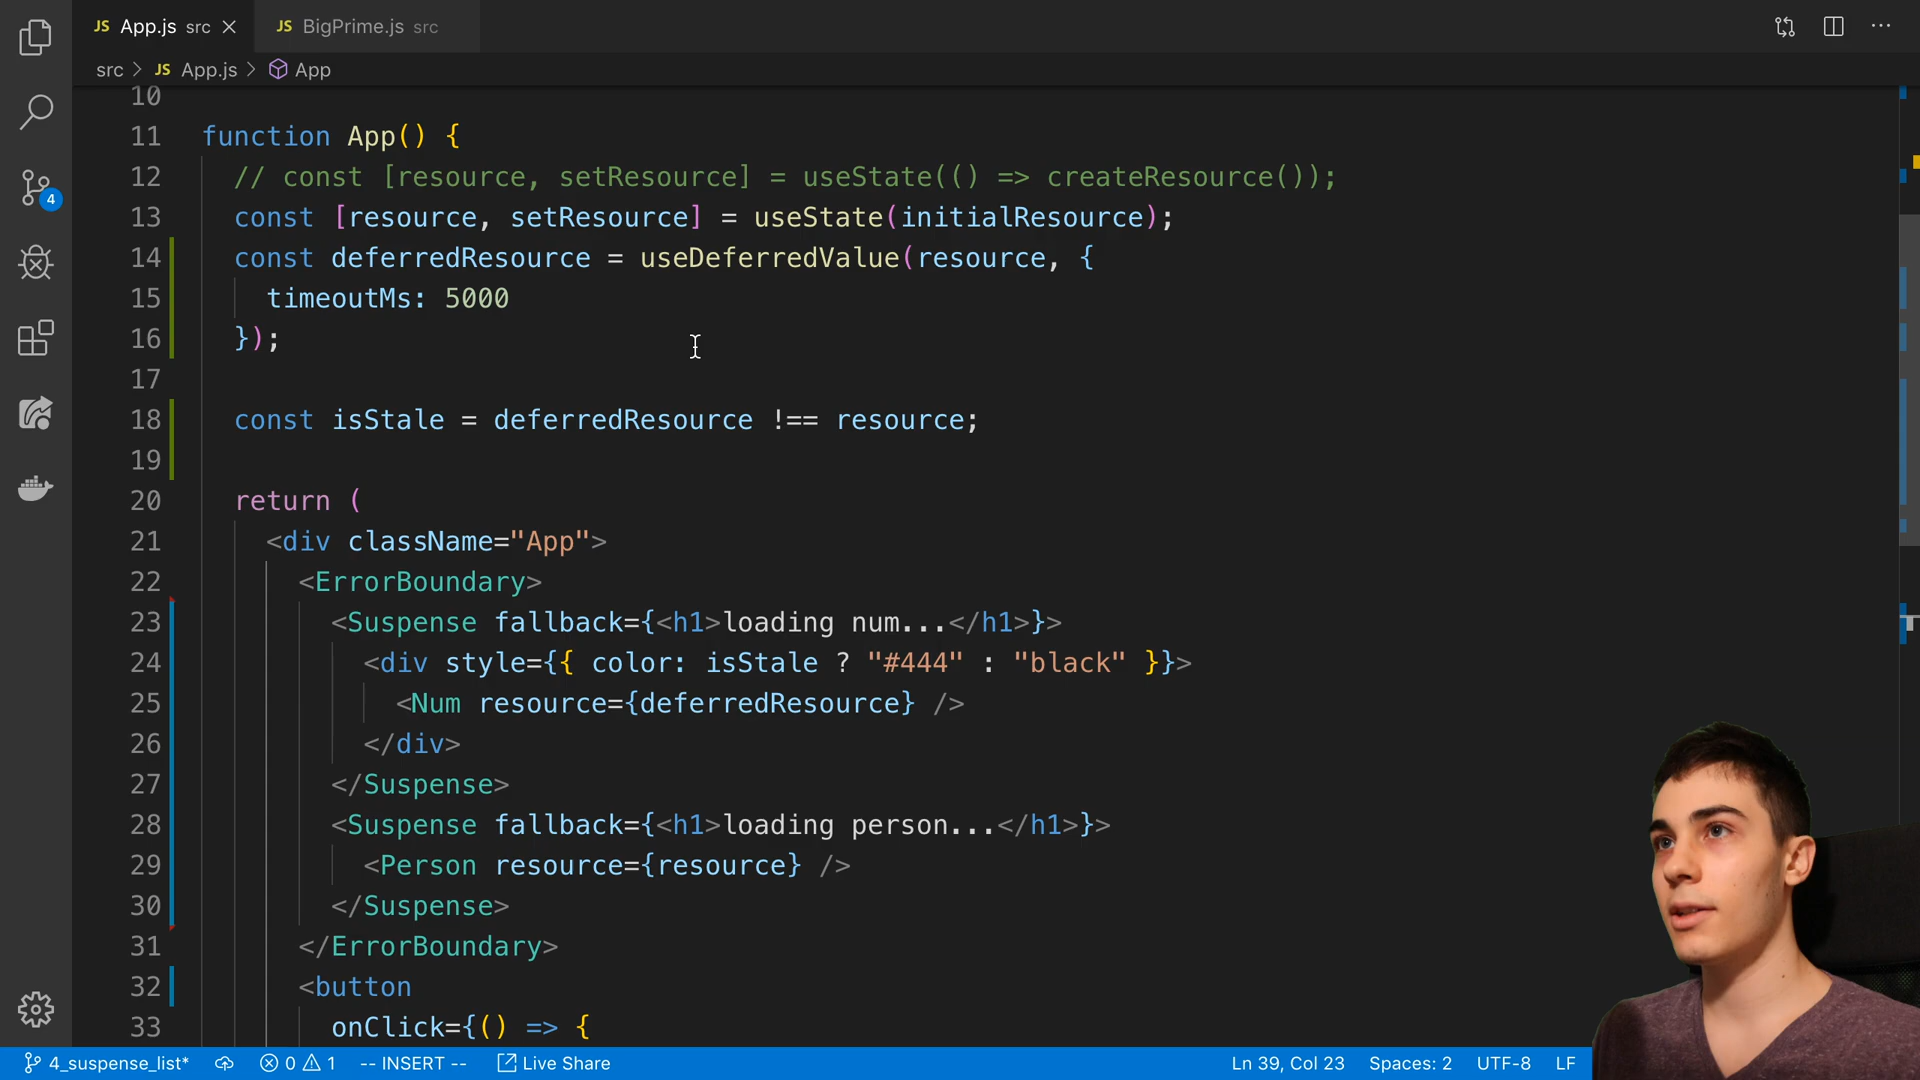 JS App.js src
JS BigPrime.js src
src > JS App.js > App
10
11 function App() {
12 // const [resource, setResource] = useState(() => createResource());
13 const [resource, setResource] = useState(initialResource);
14 const deferredResource = useDeferredValue(resource, {
15 timeoutMs: 5000
16 });
17
18 const isStale = deferredResource !== resource;
19
20 return (
21 <div className="App">
22 <ErrorBoundary>
23 <Suspense fallback={<h1>loading num...</h1>}>
24 <div style={{ color: isStale ? "#444" : "black" }}>
25 <Num resource={deferredResource} />
26 </div>
27 </Suspense>
28 <Suspense fallback={<h1>loading person...</h1>}>
29 <Person resource={resource} />
30 </Suspense>
31 </ErrorBoundary>
32 <button
33 onClick={() => {
4
4_suspense_list* 0 1 -- INSERT -- Live Share Ln 39, Col 23 Spaces: 2 UTF-8 LF